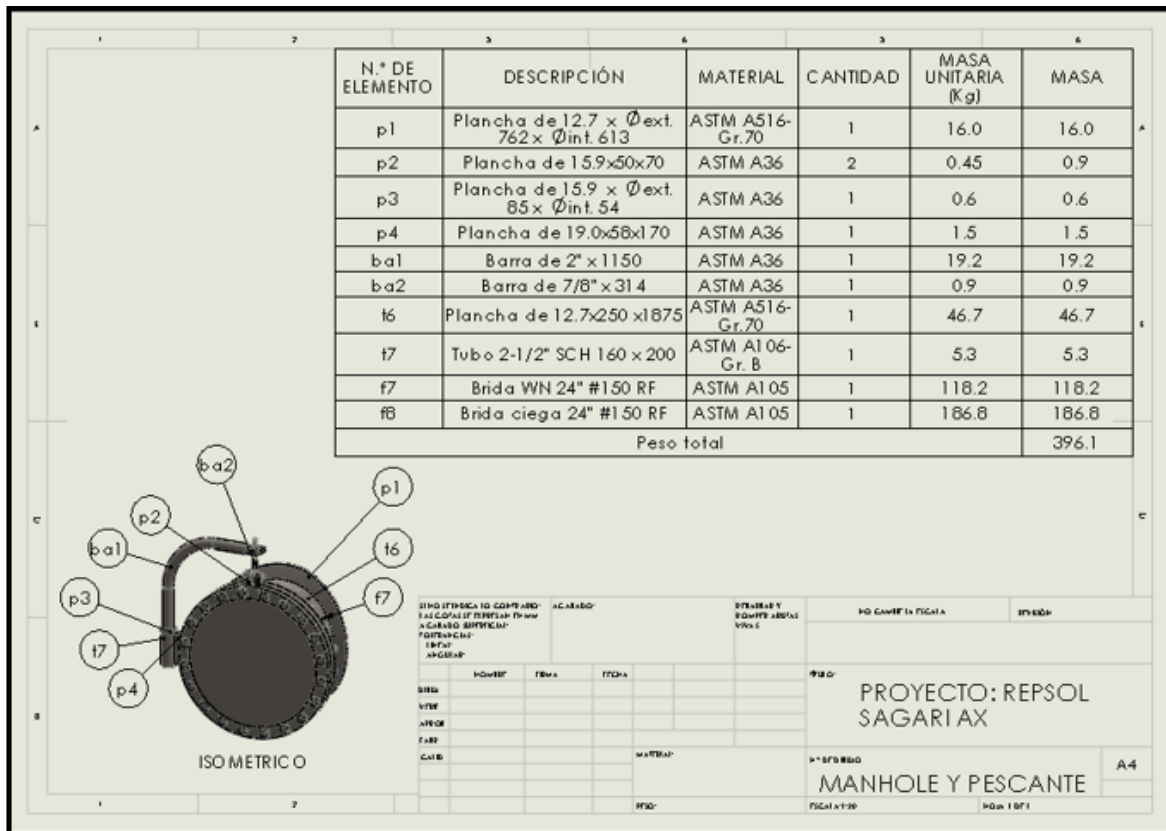 N.° DE ELEMENTO DESCRIPCIÓN MATERIAL CANTIDAD MASA UNITARIA (Kg) MASA
p1 Plancha de 12.7 x Øext. 762 x Øint. 613 ASTM A516-Gr.70 1 16.0 16.0
p2 Plancha de 15.9x50x70 ASTM A36 2 0.45 0.9
p3 Plancha de 15.9 x Øext. 85 x Øint. 54 ASTM A36 1 0.6 0.6
p4 Plancha de 19.0x58x170 ASTM A36 1 1.5 1.5
ba1 Barra de 2" x 1150 ASTM A36 1 19.2 19.2
ba2 Barra de 7/8" x 314 ASTM A36 1 0.9 0.9
t6 Plancha de 12.7x250 x1875 ASTM A516-Gr.70 1 46.7 46.7
t7 Tubo 2-1/2" SCH 160 x 200 ASTM A106-Gr. B 1 5.3 5.3
f7 Brida WN 24" #150 RF ASTM A105 1 118.2 118.2
f8 Brida ciega 24" #150 RF ASTM A105 1 186.8 186.8
Peso total 396.1
ba2
p1
p2
ba1
t6
p3
f7
t7
p4
ISOMETRICO
NOMBRE FIRMA FECHA
PROYECTO: REPSOL
SAGARI AX
MANHOLE Y PESCANTE
A4